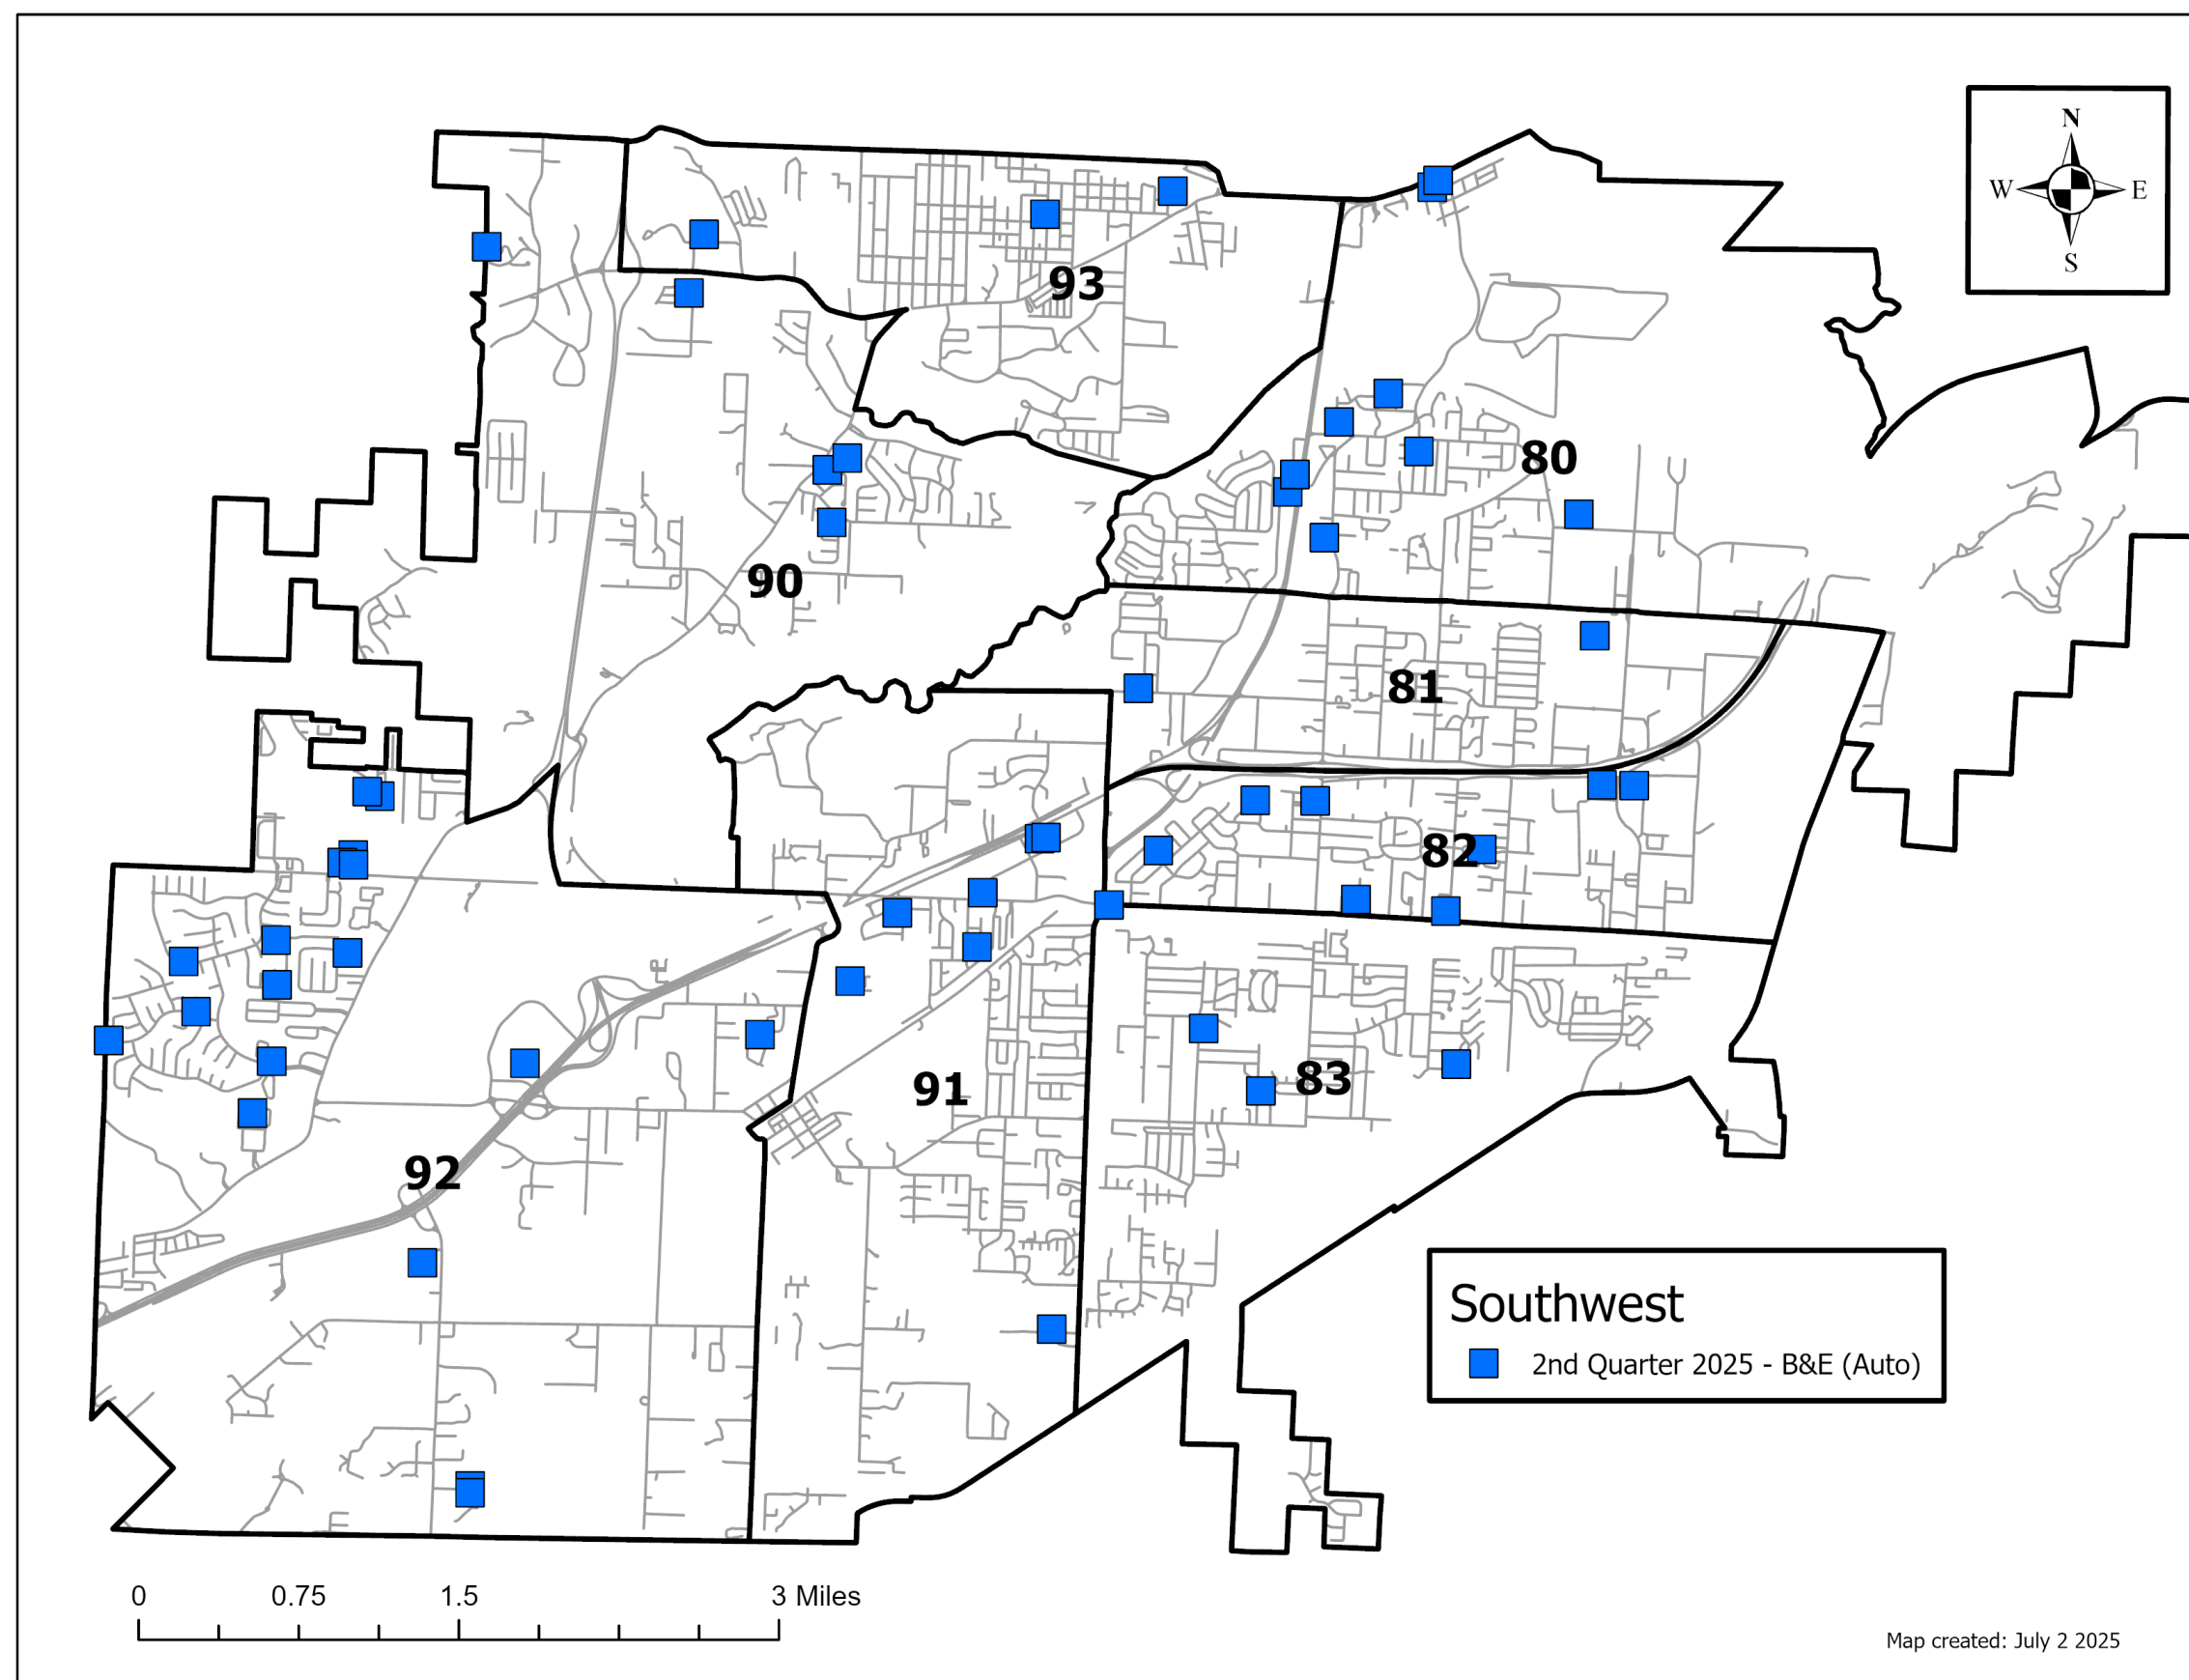 N
W E
S
93
80
90
81
82
91
83
92
Southwest
2nd Quarter 2025 - B&E (Auto)
0 0.75 1.5 3 Miles
Map created: July 2 2025